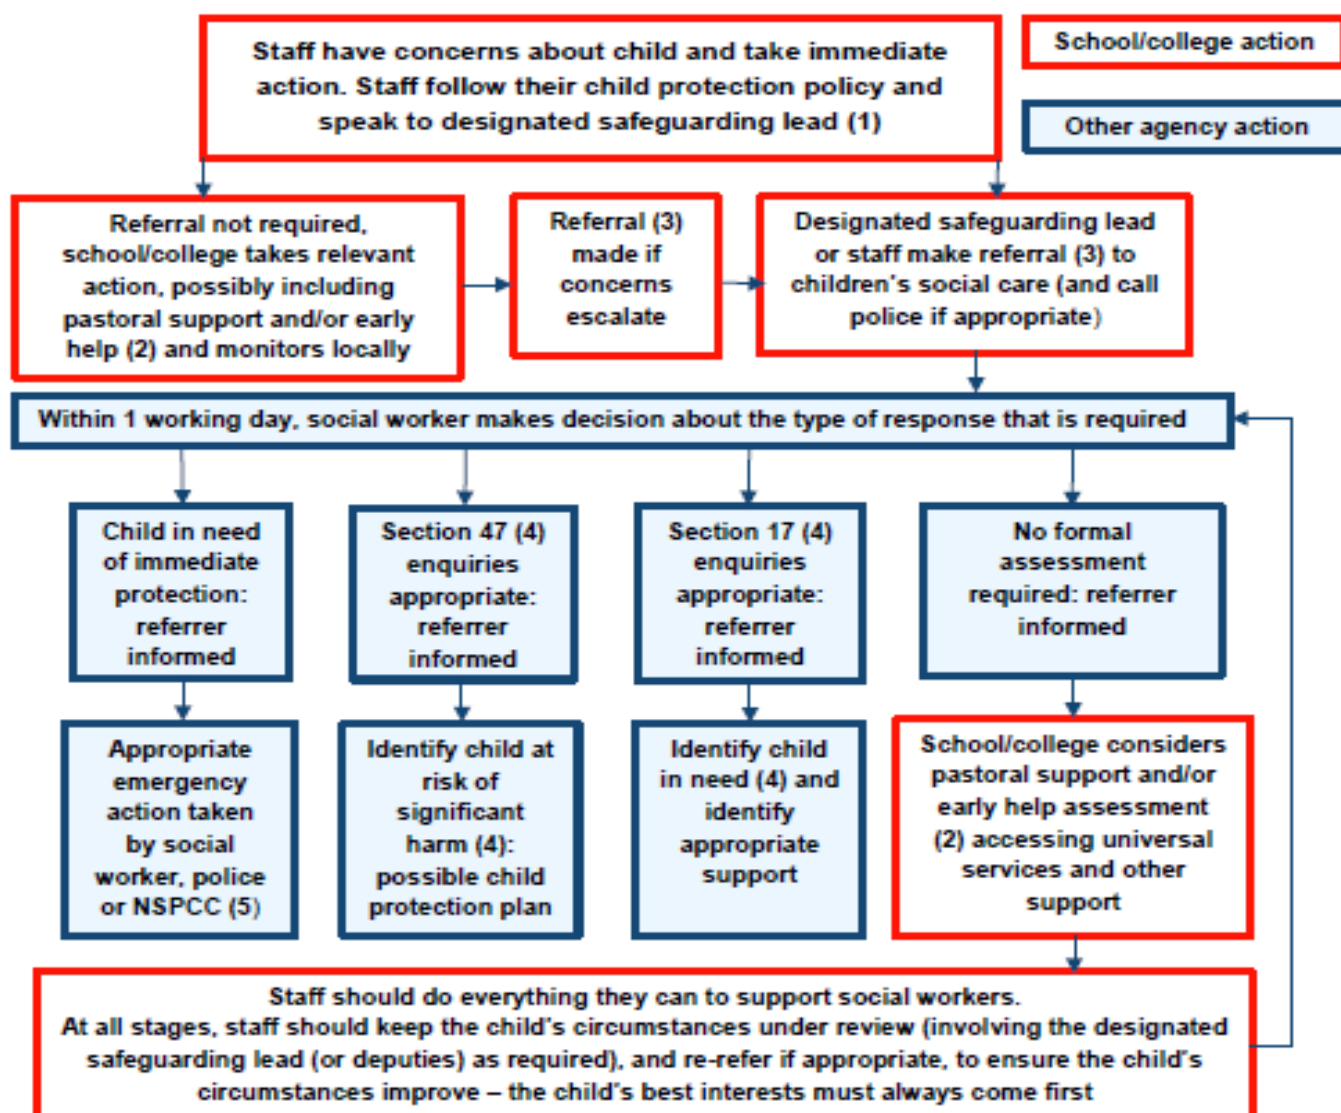 Staff have concerns about child and take immediate
action. Staff follow their child protection policy and
speak to designated safeguarding lead (1)
School/college action
Other agency action
Referral not required,
school/college takes relevant
action, possibly including
pastoral support and/or early
help (2) and monitors locally
Referral (3)
made if
concerns
escalate
Designated safeguarding lead
or staff make referral (3) to
children's social care (and call
police if appropriate)
Within 1 working day, social worker makes decision about the type of response that is required
Child in need
of immediate
protection:
referrer
informed
Section 47 (4)
enquiries
appropriate:
referrer
informed
Section 17 (4)
enquiries
appropriate:
referrer
informed
No formal
assessment
required: referrer
informed
Appropriate
emergency
action taken
by social
worker, police
or NSPCC (5)
Identify child at
risk of
significant
harm (4):
possible child
protection plan
Identify child
in need (4) and
identify
appropriate
support
School/college considers
pastoral support and/or
early help assessment
(2) accessing universal
services and other
support
Staff should do everything they can to support social workers.
At all stages, staff should keep the child's circumstances under review (involving the designated
safeguarding lead (or deputies) as required), and re-refer if appropriate, to ensure the child's
circumstances improve – the child's best interests must always come first